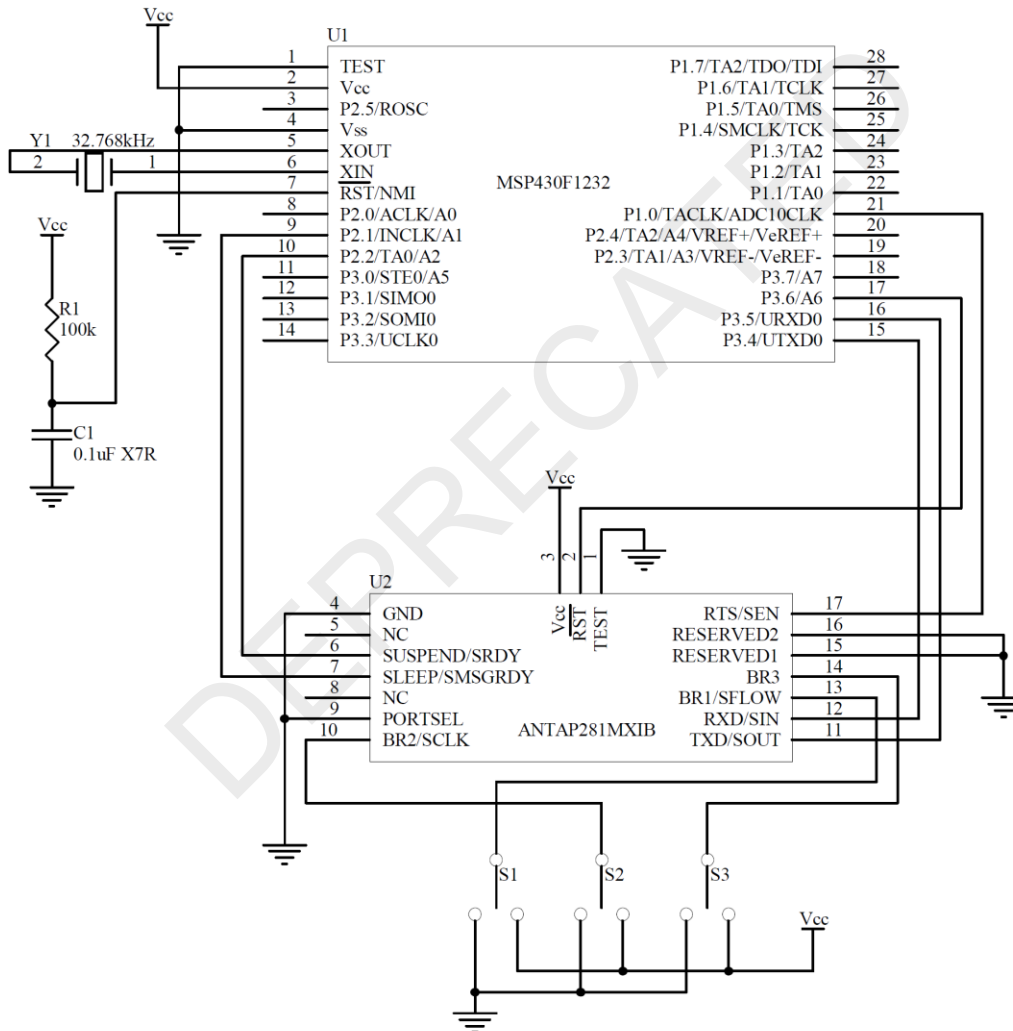 Vcc
U1
1 TEST P1.7/TA2/TDO/TDI 28
2 Vcc P1.6/TA1/TCLK 27
3 P2.5/ROSC P1.5/TA0/TMS 26
4 Vss P1.4/SMCLK/TCK 25
Y1 32.768kHz 5 XOUT P1.3/TA2 24
2 1 6 XIN P1.2/TA1 23
7 RST/NMI MSP430F1232 P1.1/TA0 22
8 P2.0/ACLK/A0 P1.0/TACLK/ADC10CLK 21
Vcc 9 P2.1/INCLK/A1 P2.4/TA2/A4/VREF+/VeREF+ 20
10 P2.2/TA0/A2 P2.3/TA1/A3/VREF-/VeREF- 19
11 P3.0/STE0/A5 P3.7/A7 18
12 P3.1/SIMO0 P3.6/A6 17
R1 13 P3.2/SOMI0 P3.5/URXD0 16
100k 14 P3.3/UCLK0 P3.4/UTXD0 15
C1
0.1uF X7R
DEPRECATED
Vcc
3 2 1
U2
Vcc RST TEST
4 GND RTS/SEN 17
5 NC RESERVED2 16
6 SUSPEND/SRDY RESERVED1 15
7 SLEEP/SMSGRDY BR3 14
8 NC BR1/SFLOW 13
9 PORTSEL ANTAP281MXIB RXD/SIN 12
10 BR2/SCLK TXD/SOUT 11
S1 S2 S3
Vcc